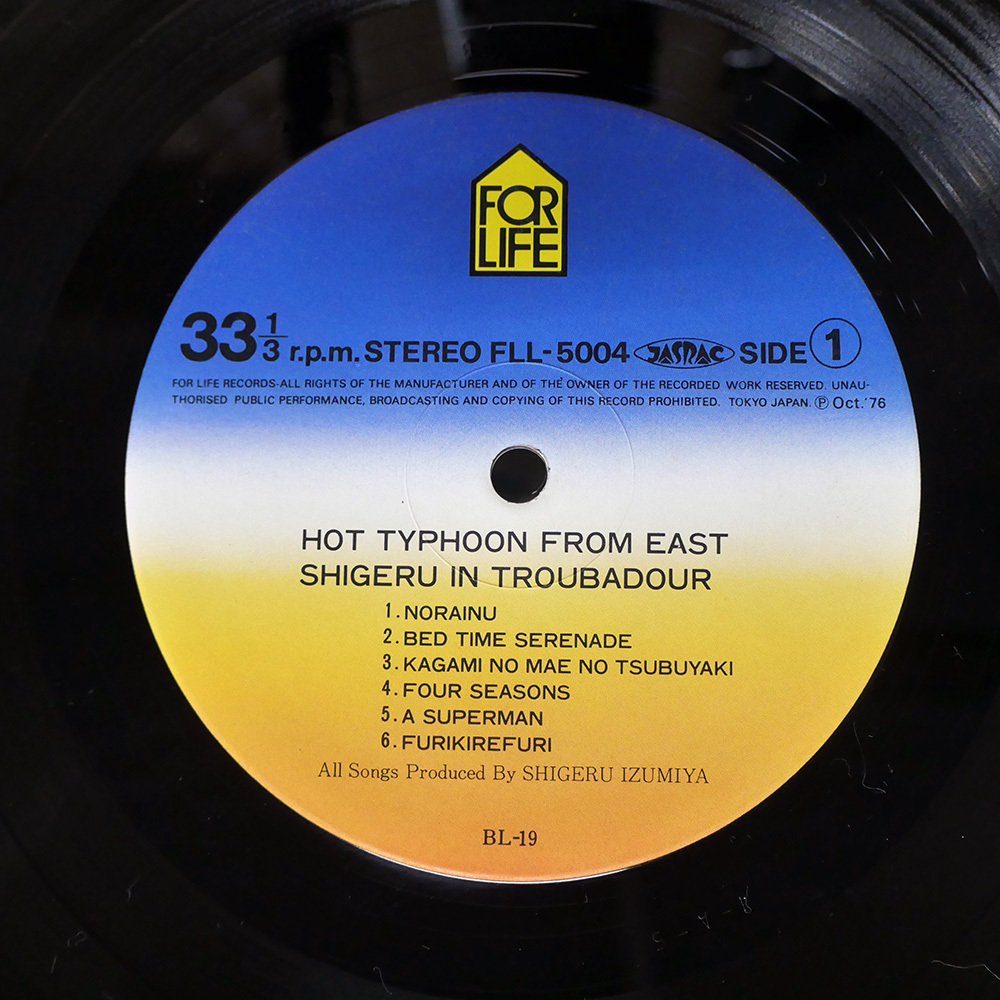 FOR
LIFE
33 1/3 r.p.m. STEREO FLL-5004 JASRAC SIDE 1
FOR LIFE RECORDS-ALL RIGHTS OF THE MANUFACTURER AND OF THE OWNER OF THE RECORDED WORK RESERVED. UNAU-
THORISED PUBLIC PERFORMANCE, BROADCASTING AND COPYING OF THIS RECORD PROHIBITED. TOKYO JAPAN. Ⓟ Oct.'76
HOT TYPHOON FROM EAST
SHIGERU IN TROUBADOUR
1. NORAINU
2. BED TIME SERENADE
3. KAGAMI NO MAE NO TSUBUYAKI
4. FOUR SEASONS
5. A SUPERMAN
6. FURIKIREFURI
All Songs Produced By SHIGERU IZUMIYA
BL-19